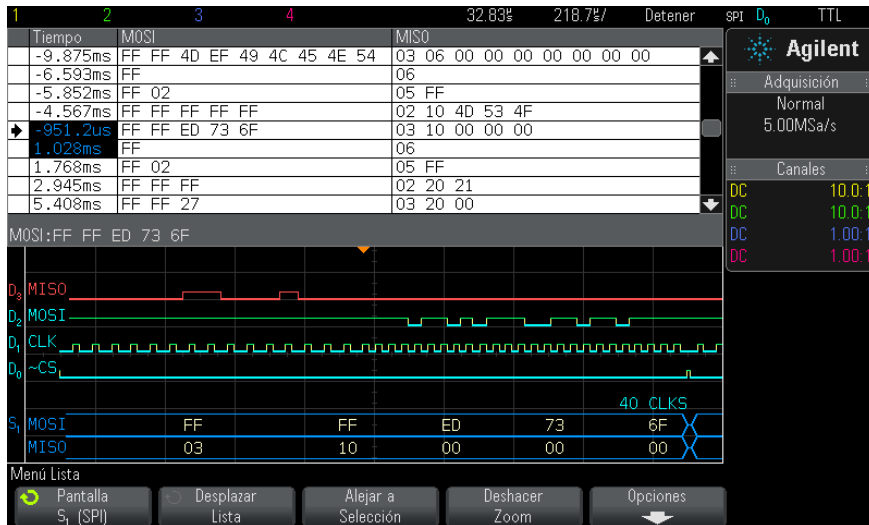 1 2 3 4 32.83% 218.7%/ Detener SPI D0 TTL
Tiempo MOSI MISO
-9.875ms FF FF 4D EF 49 4C 45 4E 54 03 06 00 00 00 00 00 00 00
-6.593ms FF 06
-5.852ms FF 02 05 FF
-4.567ms FF FF FF FF FF 02 10 4D 53 4F
-951.2us FF FF ED 73 6F 03 10 00 00 00
1.028ms FF 06
1.768ms FF 02 05 FF
2.945ms FF FF FF 02 20 21
5.408ms FF FF 27 03 20 00
MOSI:FF FF ED 73 6F
Agilent
Adquisición
Normal
5.00MSa/s
Canales
DC 10.0:1
DC 10.0:1
DC 1.00:1
DC 1.00:1
D3 MISO
D2 MOSI
D1 CLK
D0 ~CS
40 CLKS
S1 MOSI FF FF ED 73 6F
MISO 03 10 00 00 00
Menú Lista
Pantalla
S1 (SPI)
Desplazar
Lista
Alejar a
Selección
Deshacer
Zoom
Opciones